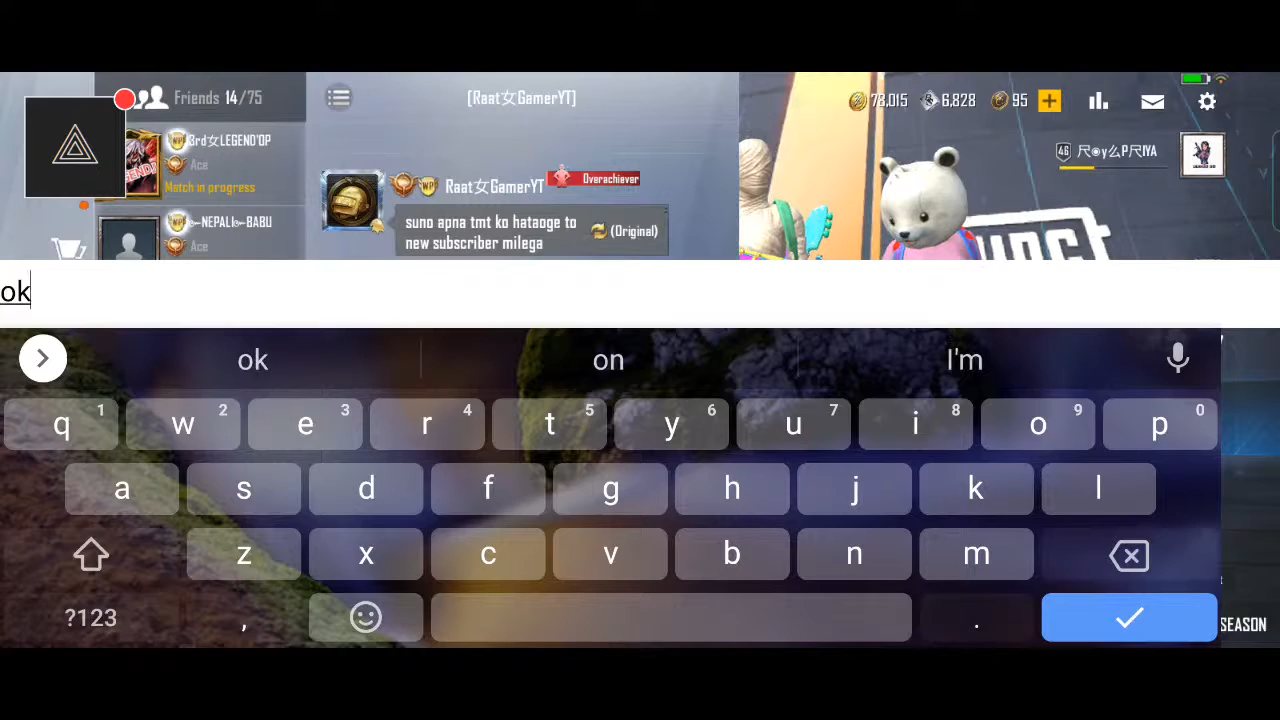 Friends 14/75
[Raat女GamerYT]
78,015
6,828
95
WP 3rd女LEGEND'OP
Ace
Match in progress
46 尺◉y么P尺IYA
WP Raat女GamerYT Overachiever
WP ⟜NEPALI⟜BABU
Ace
suno apna tmt ko hataoge to
new subscriber milega
(Original)
ok
ok on I'm
q 1 w 2 e 3 r 4 t 5 y 6 u 7 i 8 o 9 p 0
a s d f g h j k l
z x c v b n m
?123 , .
SEASON